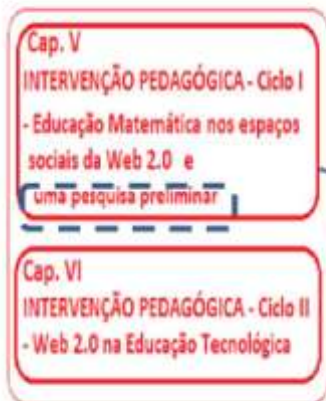 Cap. V
INTERVENÇÃO PEDAGÓGICA - Ciclo I
- Educação Matemática nos espaços
sociais da Web 2.0 e
uma pesquisa preliminar
Cap. VI
INTERVENÇÃO PEDAGÓGICA - Ciclo II
- Web 2.0 na Educação Tecnológica